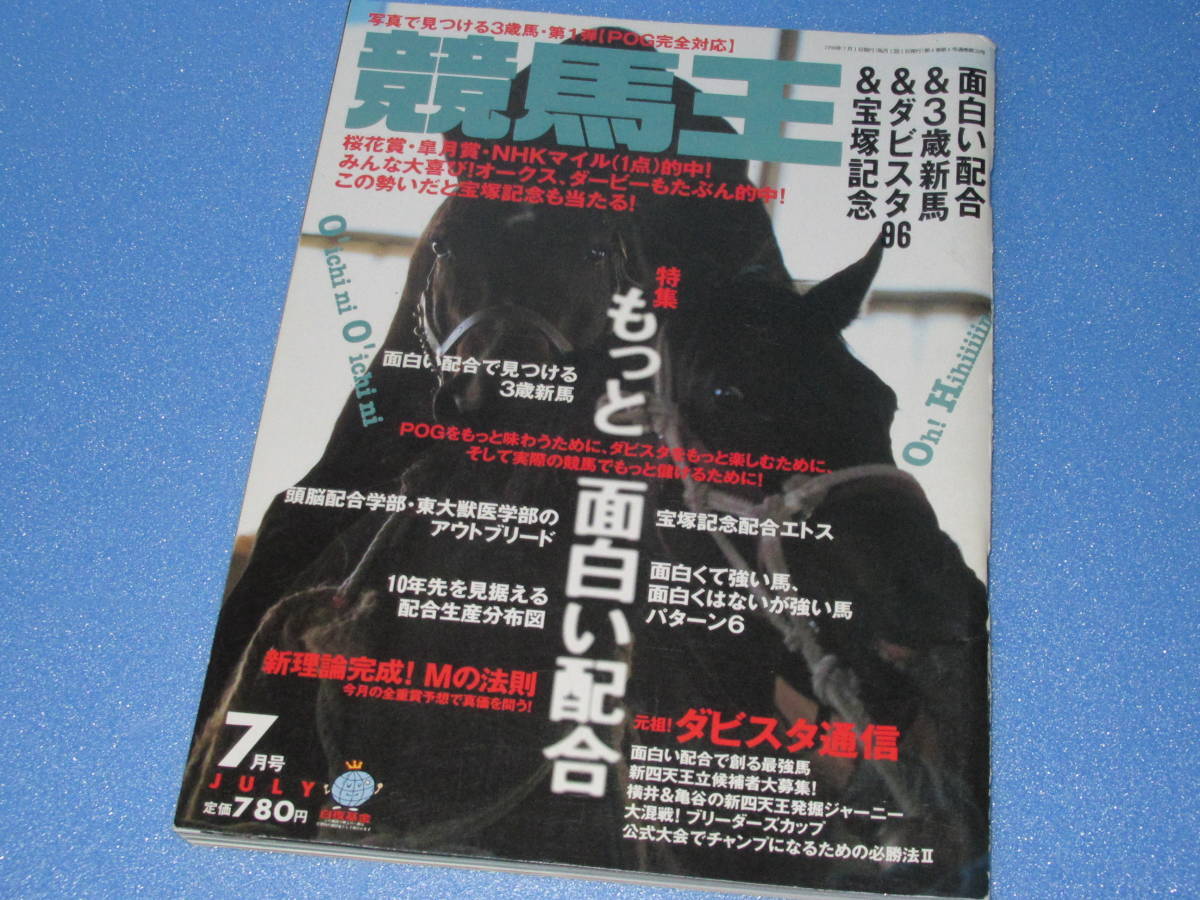 写真で見つける3歳馬・第1弾【POG完全対応】
競馬王
面白い配合
&3歳新馬
&ダビスタ96
&宝塚記念
桜花賞・皐月賞・NHKマイル(1点)的中!
みんな大喜び!オークス、ダービーもたぶん的中!
この勢いだと宝塚記念も当たる!
O'ichi ni O'ichi ni
Oh! Hihiiiiin
特集
もっと面白い配合
面白い配合で見つける
3歳新馬
POGをもっと味わうために、ダビスタをもっと楽しむために、
そして実際の競馬でもっと儲けるために!
頭脳配合学部・東大獣医学部の
アウトブリード
宝塚記念配合エトス
10年先を見据える
配合生産分布図
面白くて強い馬、
面白くはないが強い馬
パターン6
新理論完成! Mの法則
今月の全重賞予想で真価を問う!
元祖! ダビスタ通信
面白い配合で創る最強馬
新四天王立候補者大募集!
横井&亀谷の新四天王発掘ジャーニー
大混戦! ブリーダーズカップ
公式大会でチャンプになるための必勝法II
7月号
JULY
定価780円